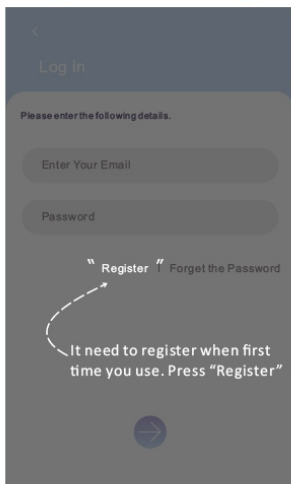 Log in
Please enter the following details.
Enter Your Email
Password
“ Register ” | Forget the Password
It need to register when first
time you use. Press “Register”